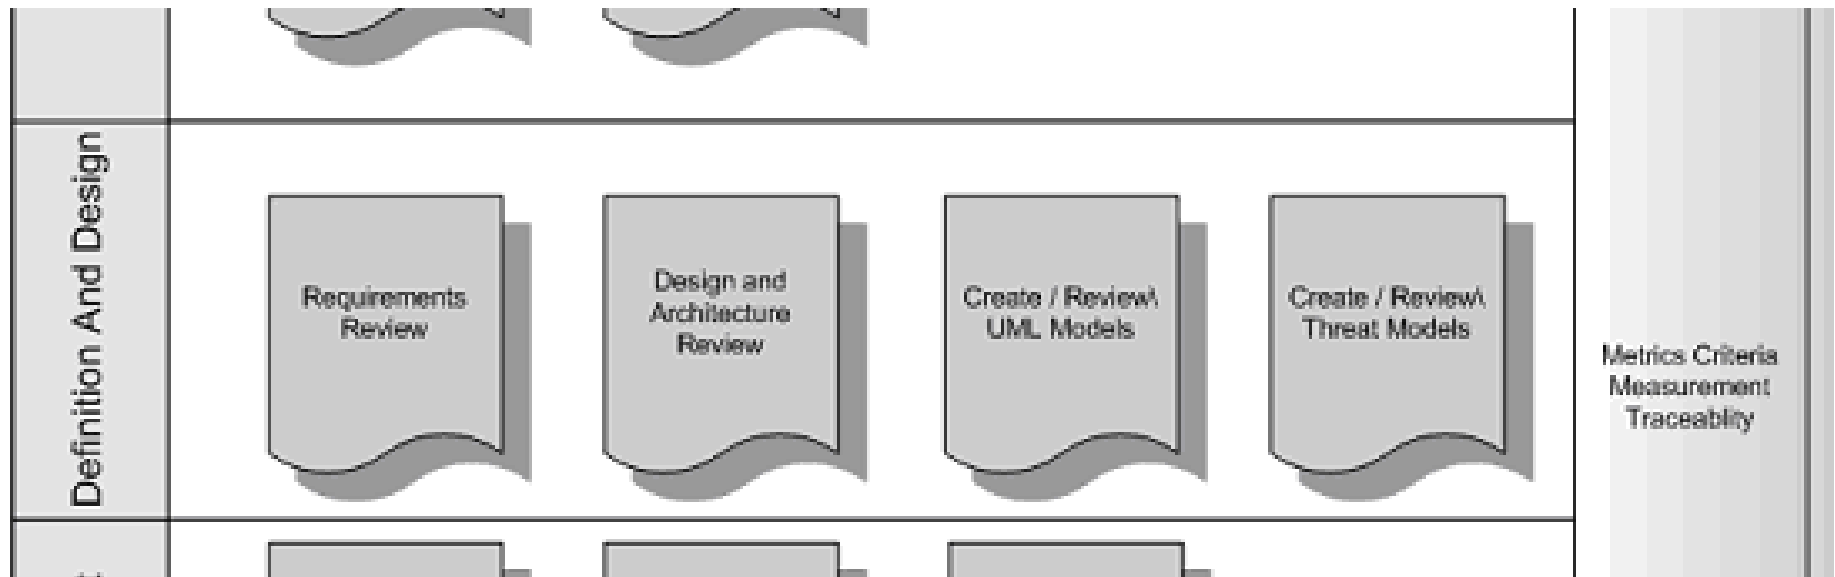 Definition And Design
Requirements
Review
Design and
Architecture
Review
Create / Review\
UML Models
Create / Review\
Threat Models
Metrics Criteria
Measurement
Traceablity